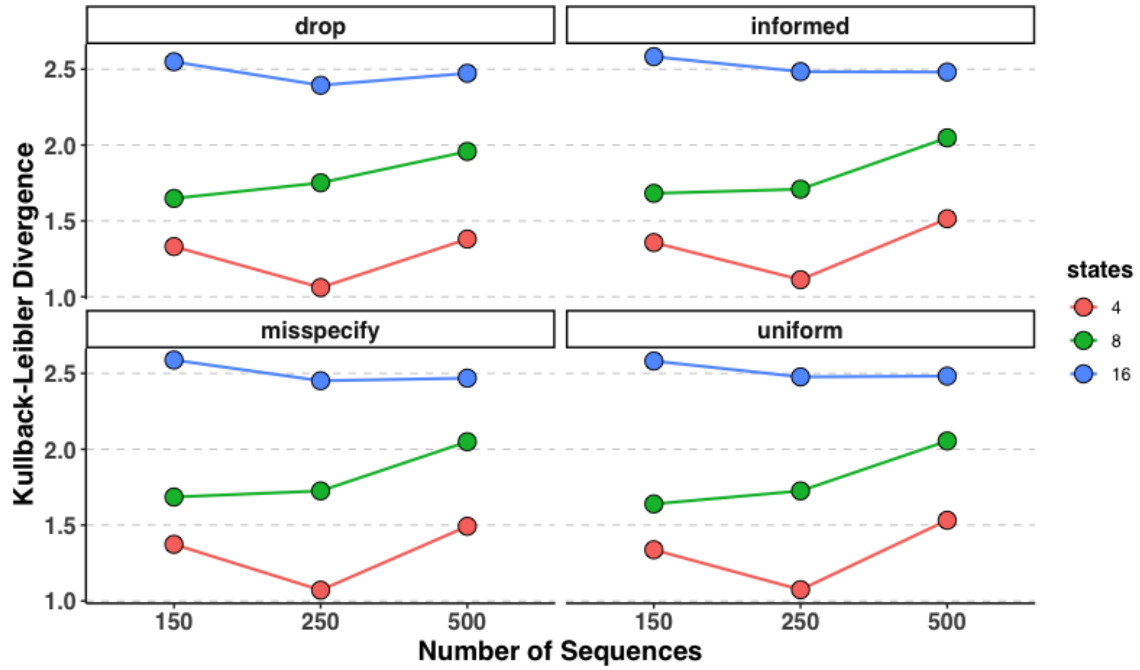 drop
informed
2.5
2.0
1.5
1.0
misspecify
uniform
2.5
2.0
1.5
1.0
150
250
500
150
250
500
Number of Sequences
Kullback-Leibler Divergence
states
4
8
16